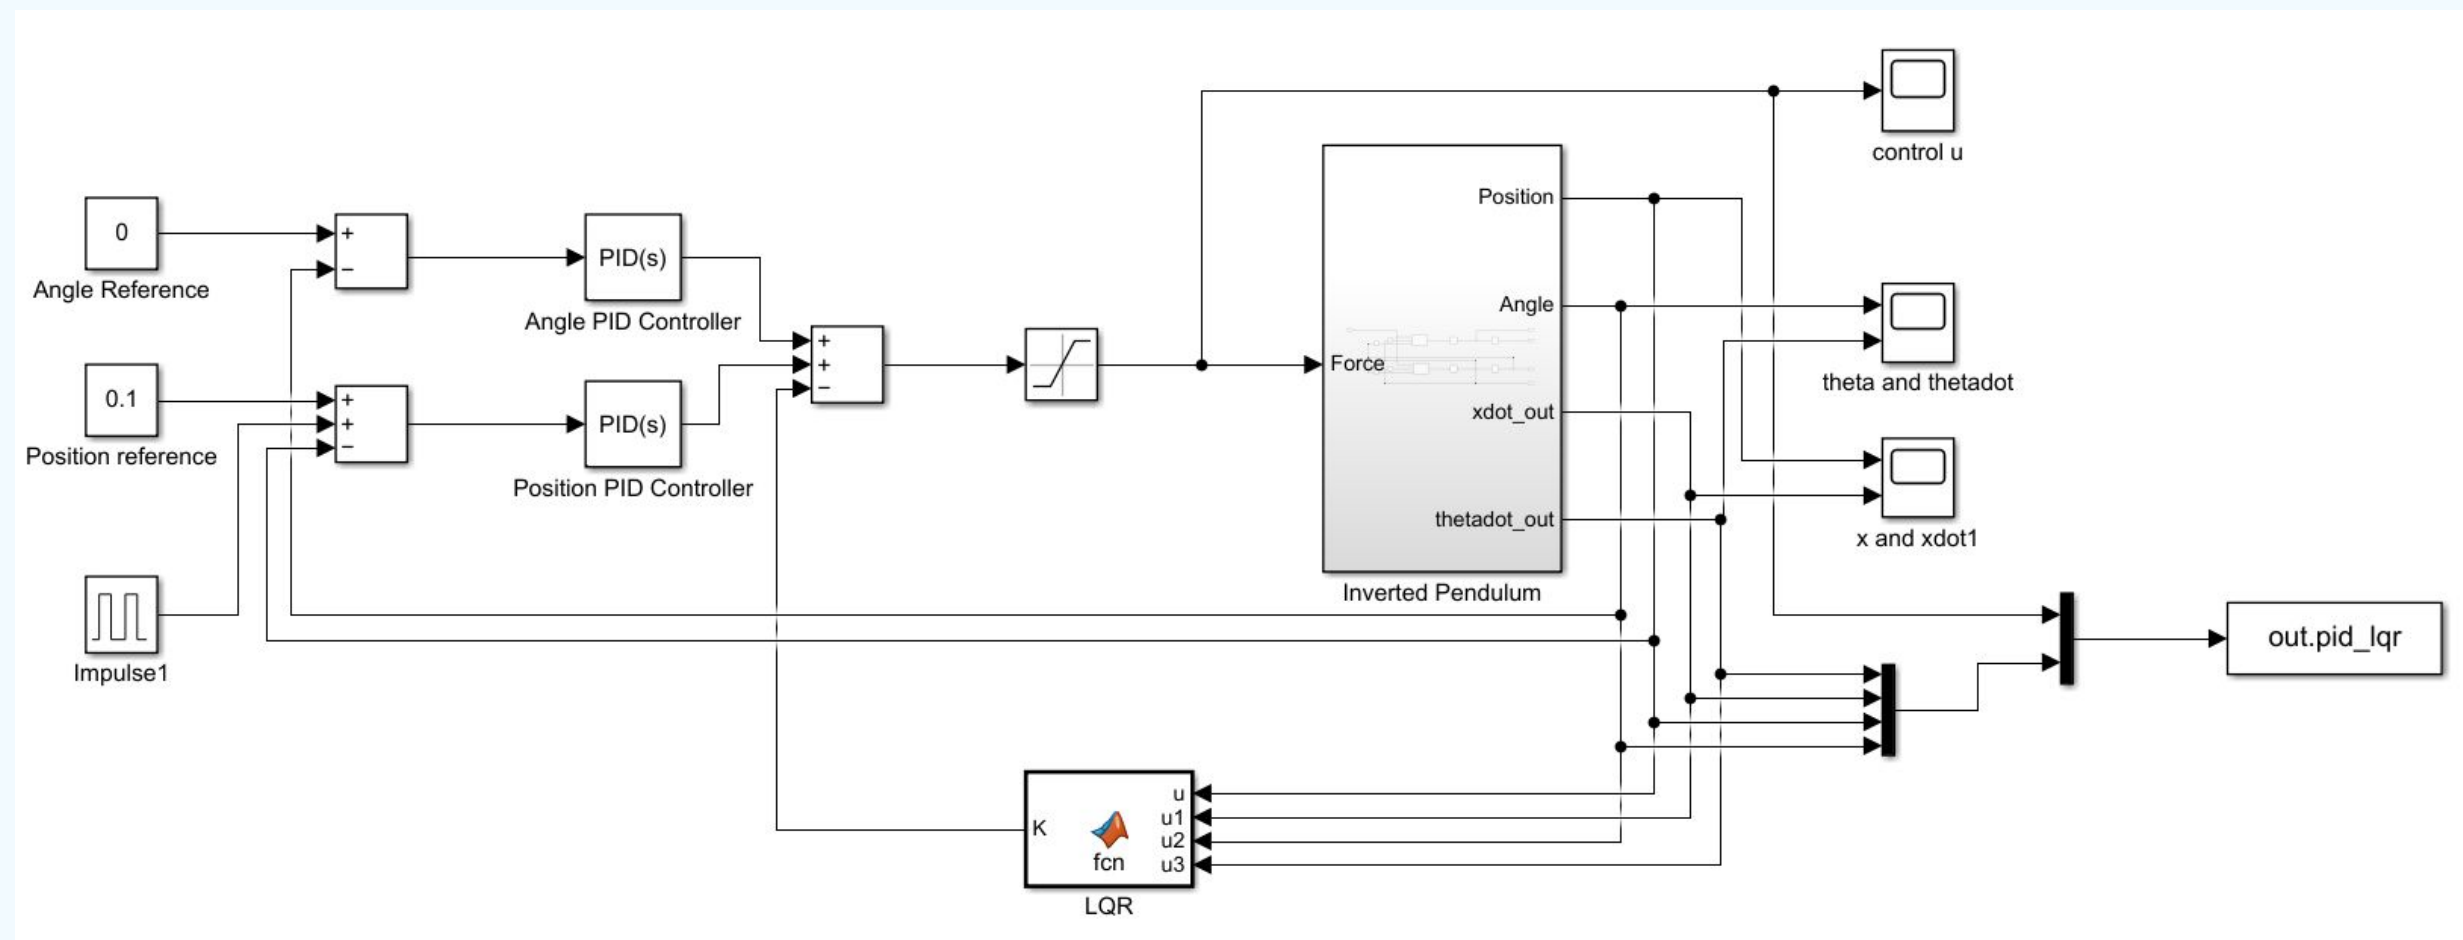 control u
Position
0
+
−
PID(s)
Angle Reference
Angle PID Controller
Angle
+
+
−
Force
theta and thetadot
0.1
+
+
−
PID(s)
xdot_out
Position reference
Position PID Controller
thetadot_out
x and xdot1
Inverted Pendulum
out.pid_lqr
Impulse1
u
K
u1
u2
fcn
u3
LQR